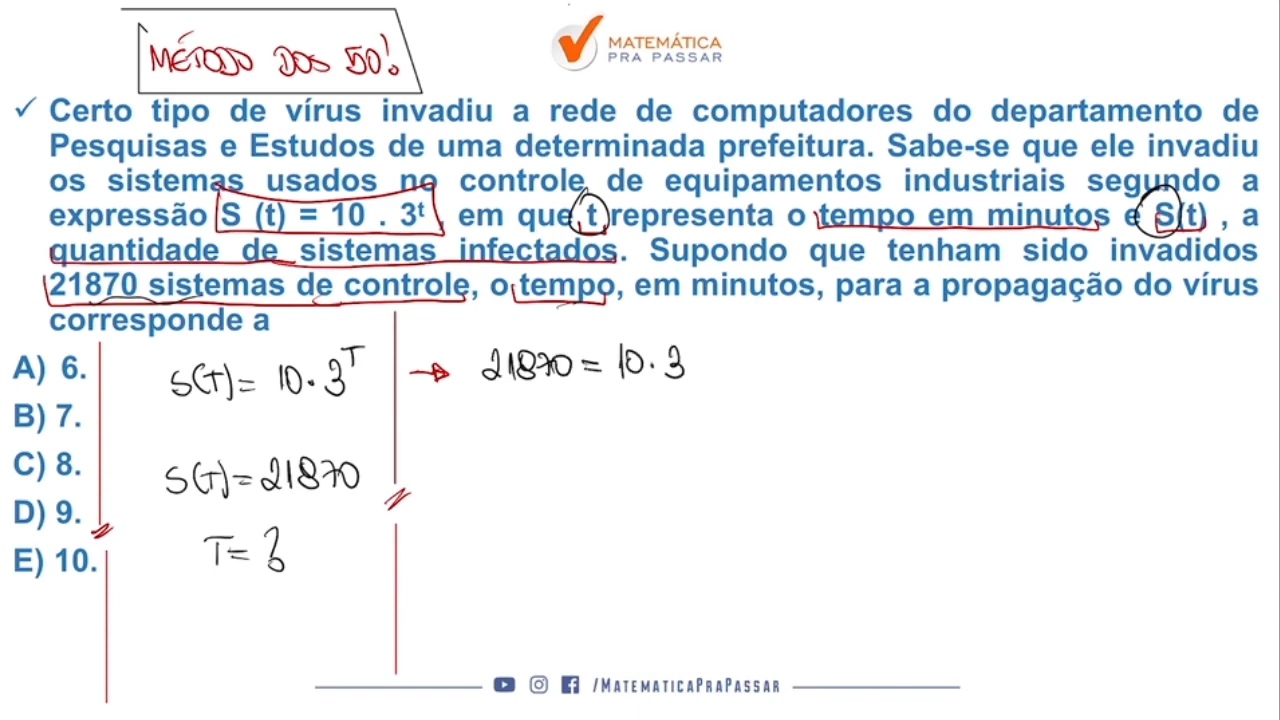 MÉTODO DOS 50!
MATEMÁTICA
PRA PASSAR
✓ Certo tipo de vírus invadiu a rede de computadores do departamento de
Pesquisas e Estudos de uma determinada prefeitura. Sabe-se que ele invadiu
os sistemas usados no controle de equipamentos industriais segundo a
expressão S (t) = 10 . 3ᵗ, em que t representa o tempo em minutos e S(t) , a
quantidade de sistemas infectados. Supondo que tenham sido invadidos
21870 sistemas de controle, o tempo, em minutos, para a propagação do vírus
corresponde a
A) 6.
B) 7.
C) 8.
D) 9.
E) 10.
S(T)= 10.3ᵀ → 21870 = 10.3
S(T)=21870
T= ?
/MatematicaPraPassar